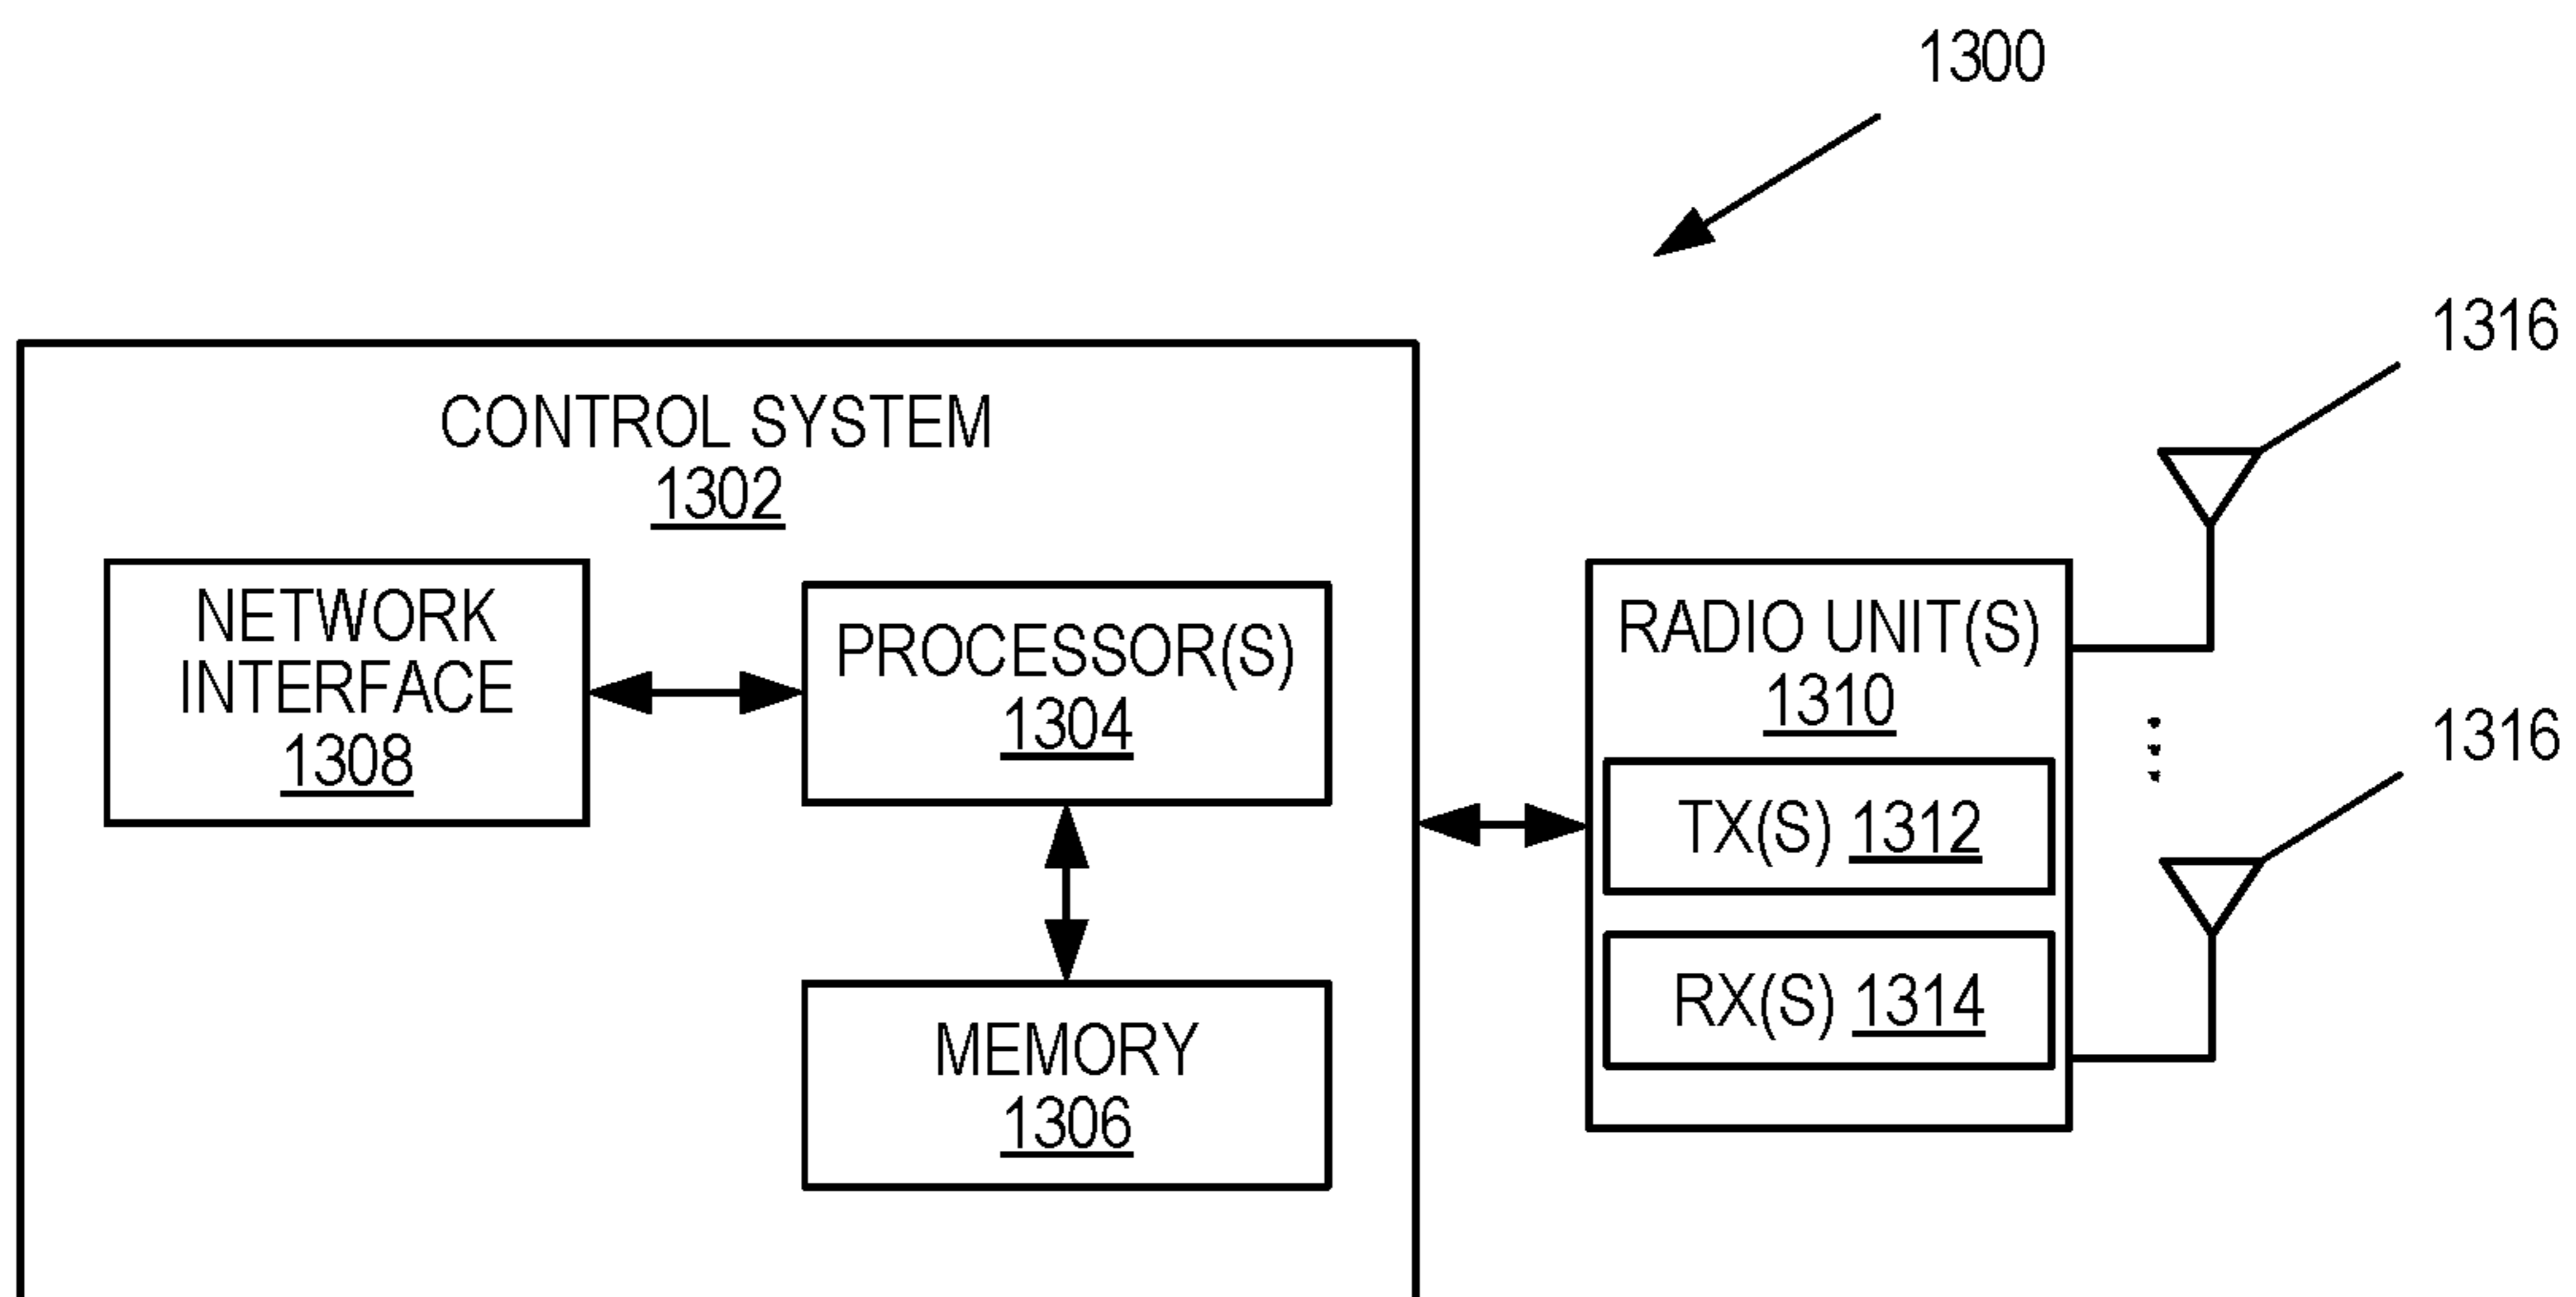 1300
1316
CONTROL SYSTEM
1302
NETWORK
INTERFACE
1308
PROCESSOR(S)
1304
MEMORY
1306
RADIO UNIT(S)
1310
TX(S) 1312
RX(S) 1314
1316